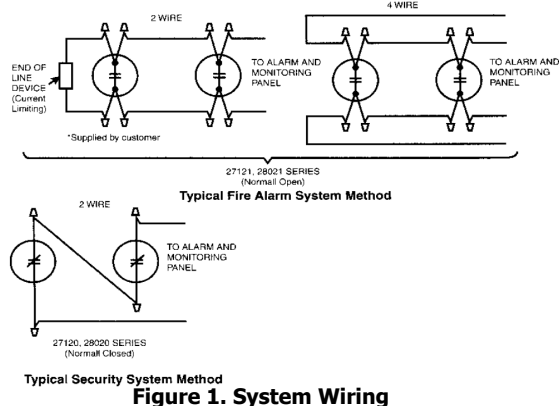 2 WIRE
END OF
LINE
DEVICE
(Current
Limiting)
TO ALARM AND
MONITORING
PANEL
*Supplied by customer
4 WIRE
TO ALARM AND
MONITORING
PANEL
27121, 28021 SERIES
(Normall Open)
Typical Fire Alarm System Method
2 WIRE
TO ALARM AND
MONITORING
PANEL
27120, 28020 SERIES
(Normall Closed)
Typical Security System Method
Figure 1. System Wiring